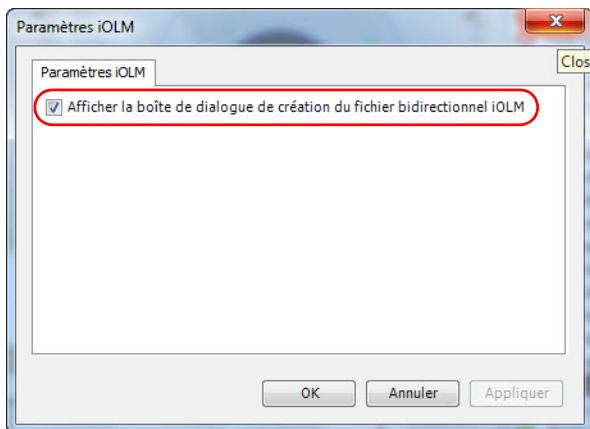 Paramètres iOLM
Clos
Paramètres iOLM
Afficher la boîte de dialogue de création du fichier bidirectionnel iOLM
OK Annuler Appliquer